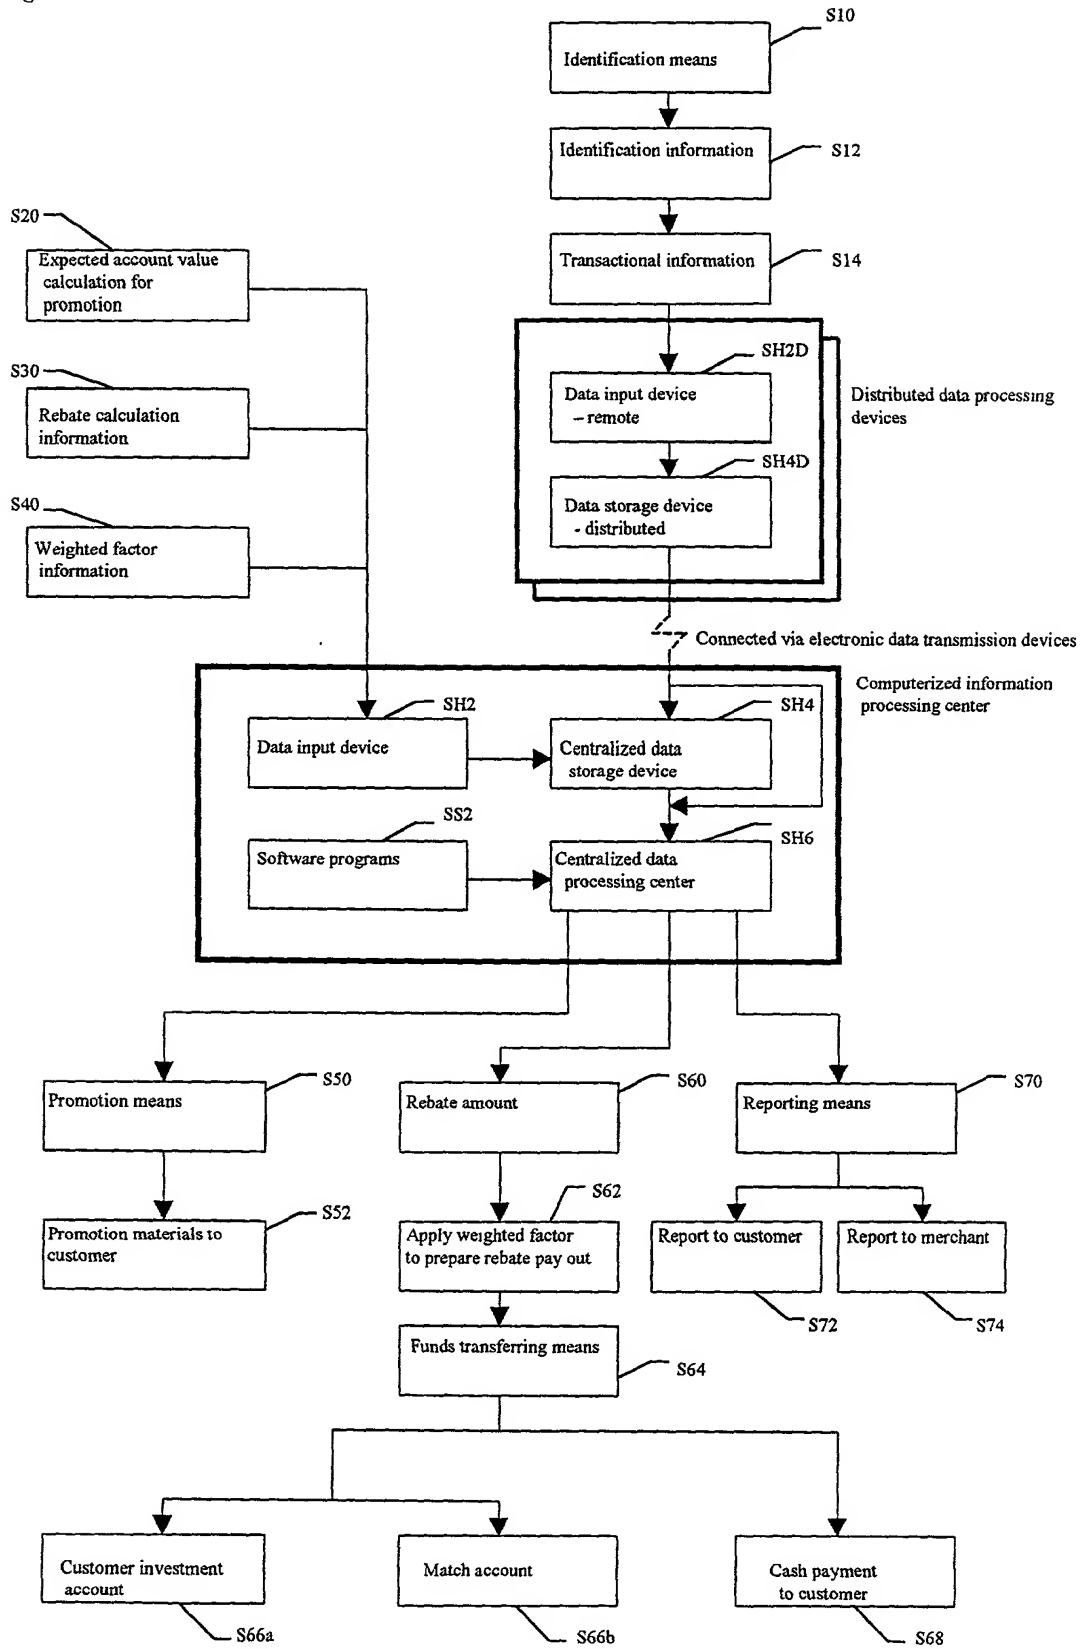 S10
Identification means
Identification information
S12
S20
Expected account value
calculation for
promotion
Transactional information
S14
S30
Rebate calculation
information
SH2D
Data input device
– remote
Distributed data processing
devices
SH4D
Data storage device
- distributed
S40
Weighted factor
information
Connected via electronic data transmission devices
Computerized information
processing center
SH2
Data input device
SH4
Centralized data
storage device
SS2
Software programs
SH6
Centralized data
processing center
S50
Promotion means
S60
Rebate amount
S70
Reporting means
S52
Promotion materials to
customer
S62
Apply weighted factor
to prepare rebate pay out
Report to customer
Report to merchant
S72
S74
Funds transferring means
S64
Customer investment
account
Match account
Cash payment
to customer
S66a
S66b
S68